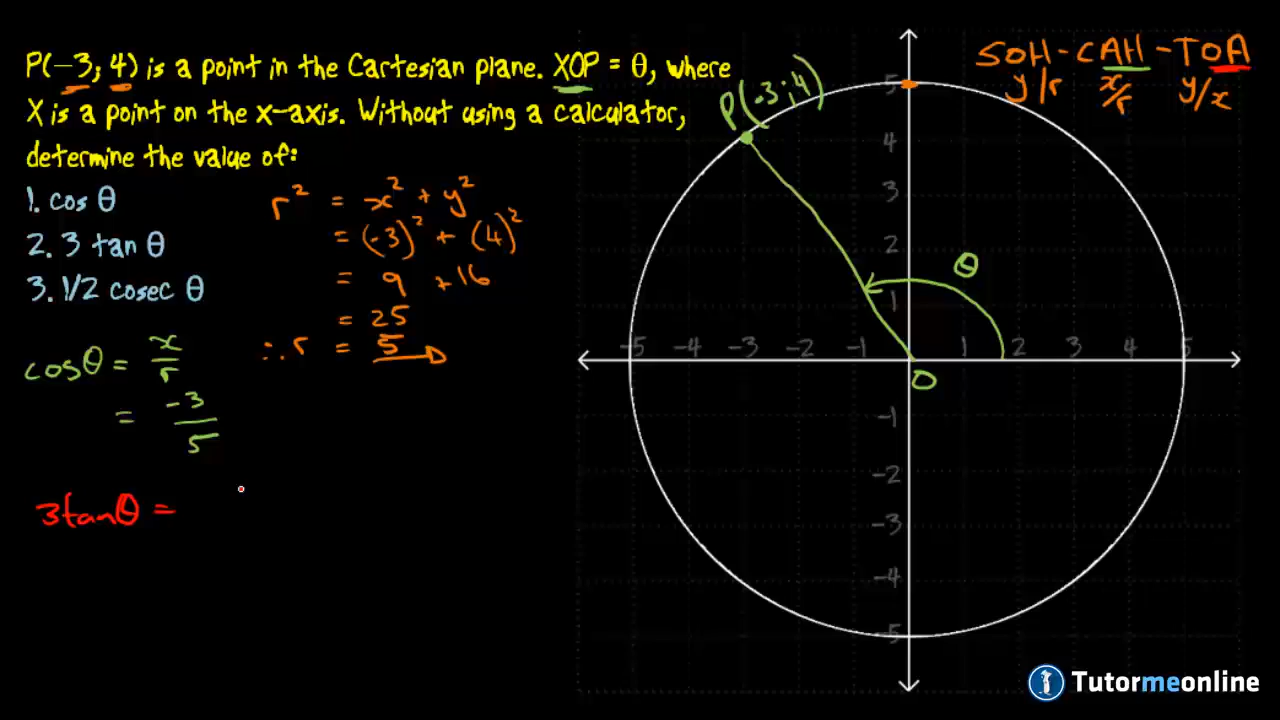 P(-3; 4) is a point in the Cartesian plane. XOP = θ, where
X is a point on the x-axis. Without using a calculator,
determine the value of:
1. cos θ
2. 3 tan θ
3. 1/2 cosec θ
r² = x² + y²
= (-3)² + (4)²
= 9 + 16
= 25
∴ r = 5
cosθ = x/r
= -3/5
3tanθ =
SOH - CAH - TOA
y/r x/r y/x
P(-3;4)
θ
O
5
4
3
2
1
-5 -4 -3 -2 -1 1 2 3 4 5
-1
-2
-3
-4
-5
Tutormeonline